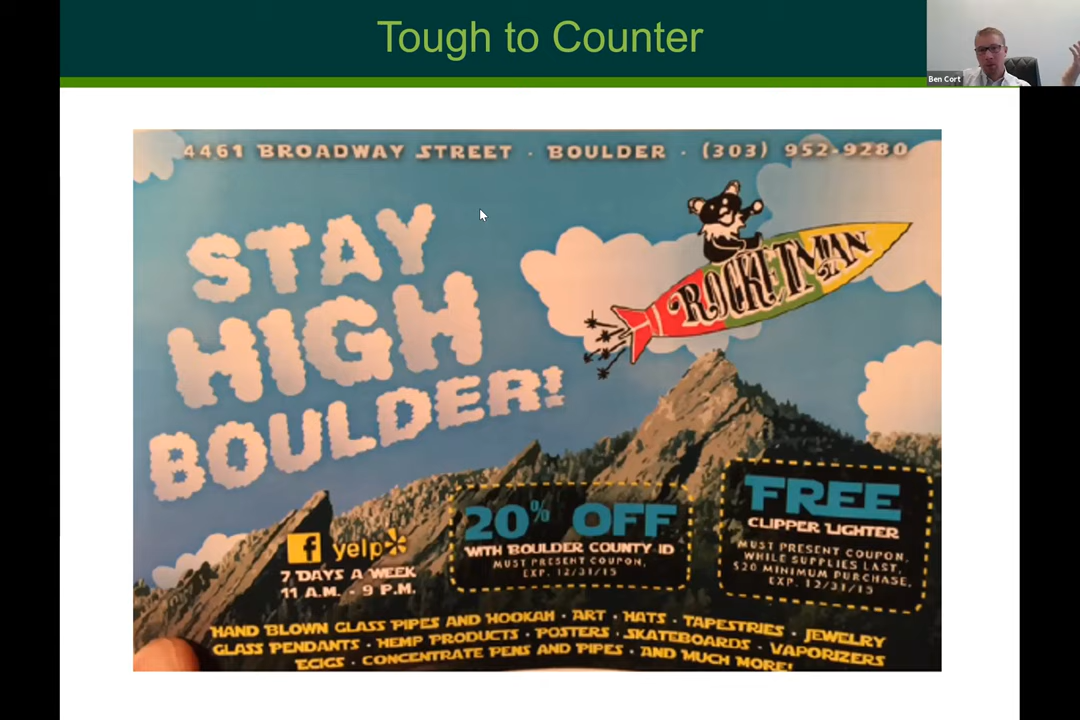 Tough to Counter
Ben Cort
4461 BROADWAY STREET · BOULDER · (303) 952-9280
STAY
HIGH
BOULDER!
ROCKETMAN
20% OFF
WITH BOULDER COUNTY ID
MUST PRESENT COUPON.
EXP. 12/31/15
FREE
CLIPPER LIGHTER
MUST PRESENT COUPON,
WHILE SUPPLIES LAST,
$20 MINIMUM PURCHASE,
EXP. 12/31/15
f yelp
7 DAYS A WEEK
11 A.M. - 9 P.M.
HAND BLOWN GLASS PIPES AND HOOKAH · ART · HATS · TAPESTRIES · JEWELRY
GLASS PENDANTS · HEMP PRODUCTS · POSTERS · SKATEBOARDS · VAPORIZERS
ECIGS · CONCENTRATE PENS AND PIPES · AND MUCH MORE!